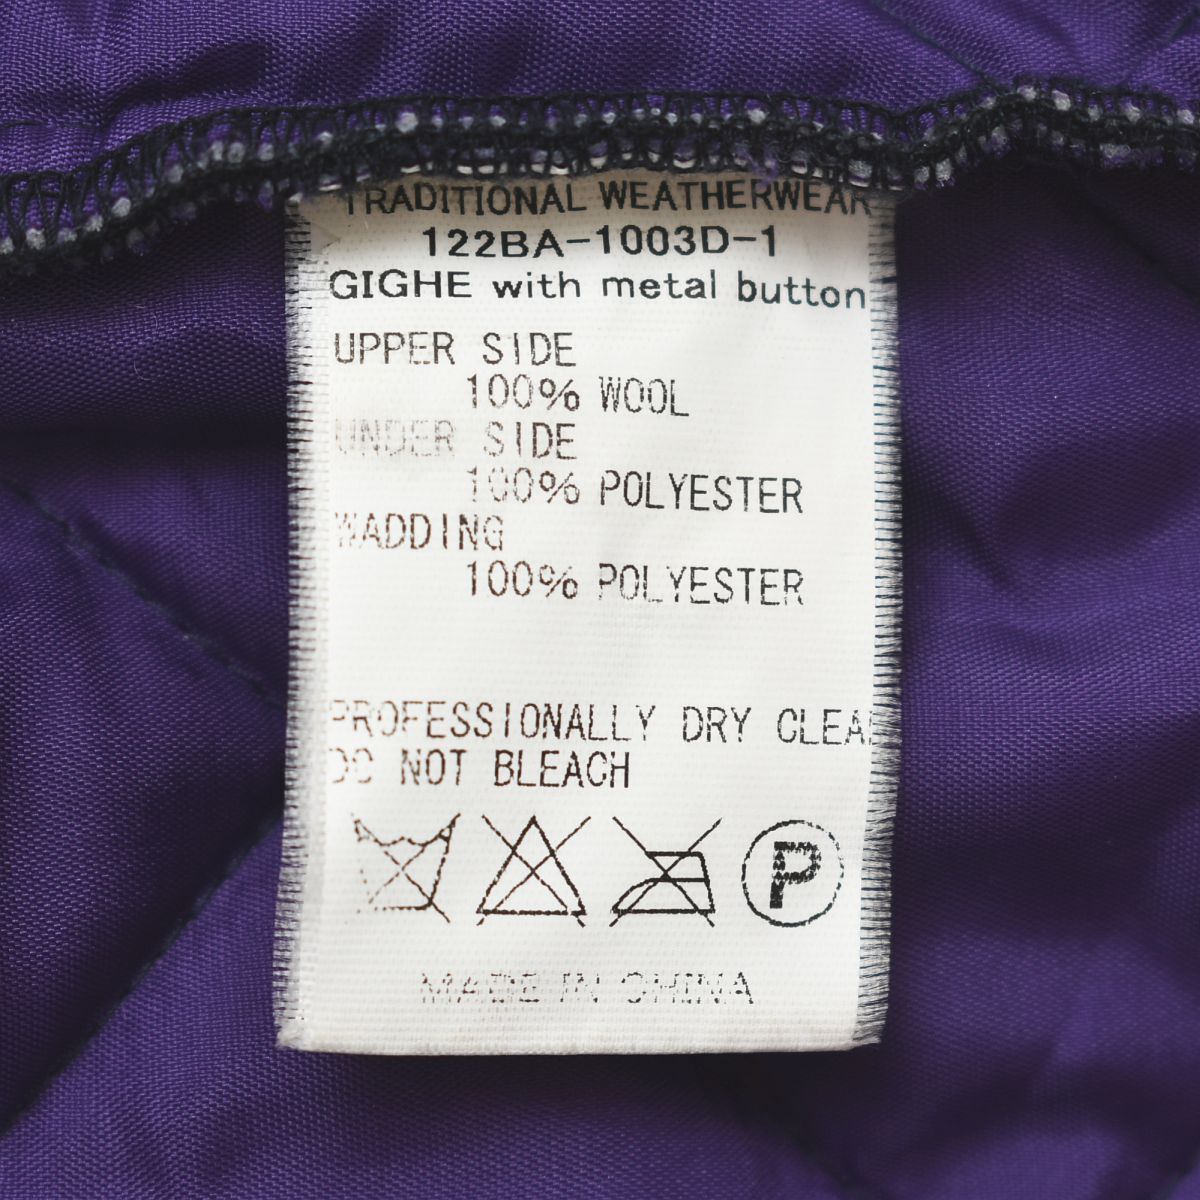 TRADITIONAL WEATHERWEAR
122BA-1003D-1
GIGHE with metal button
UPPER SIDE
100% WOOL
UNDER SIDE
100% POLYESTER
WADDING
100% POLYESTER
PROFESSIONALLY DRY CLEAN
DO NOT BLEACH
P
MADE IN CHINA